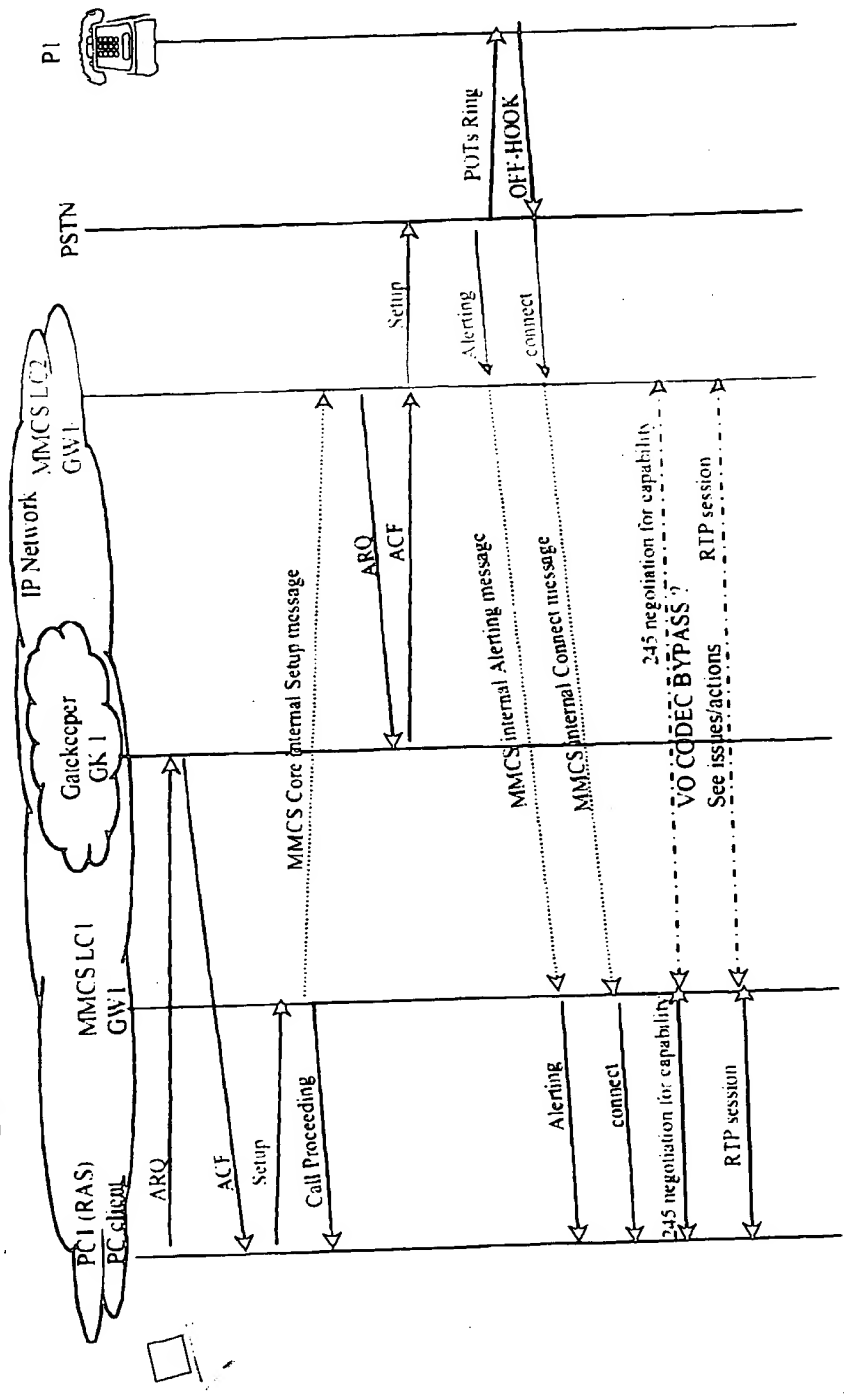 PC1 (RAS)
PC client
MMCS LC1
GW1
Gatekeeper
GK 1
IP Network
MMCS LC2
GW1
PSTN
P1
ARQ
ACF
Setup
Call Proceeding
MMCS Core internal Setup message
ARQ
ACF
Setup
Alerting
POTs Ring
OFF-HOOK
connect
MMCS internal Alerting message
MMCS internal Connect message
Alerting
connect
245 negotiation for capability
245 negotiation for capability
VO CODEC BYPASS ?
See issues/actions
RTP session
RTP session